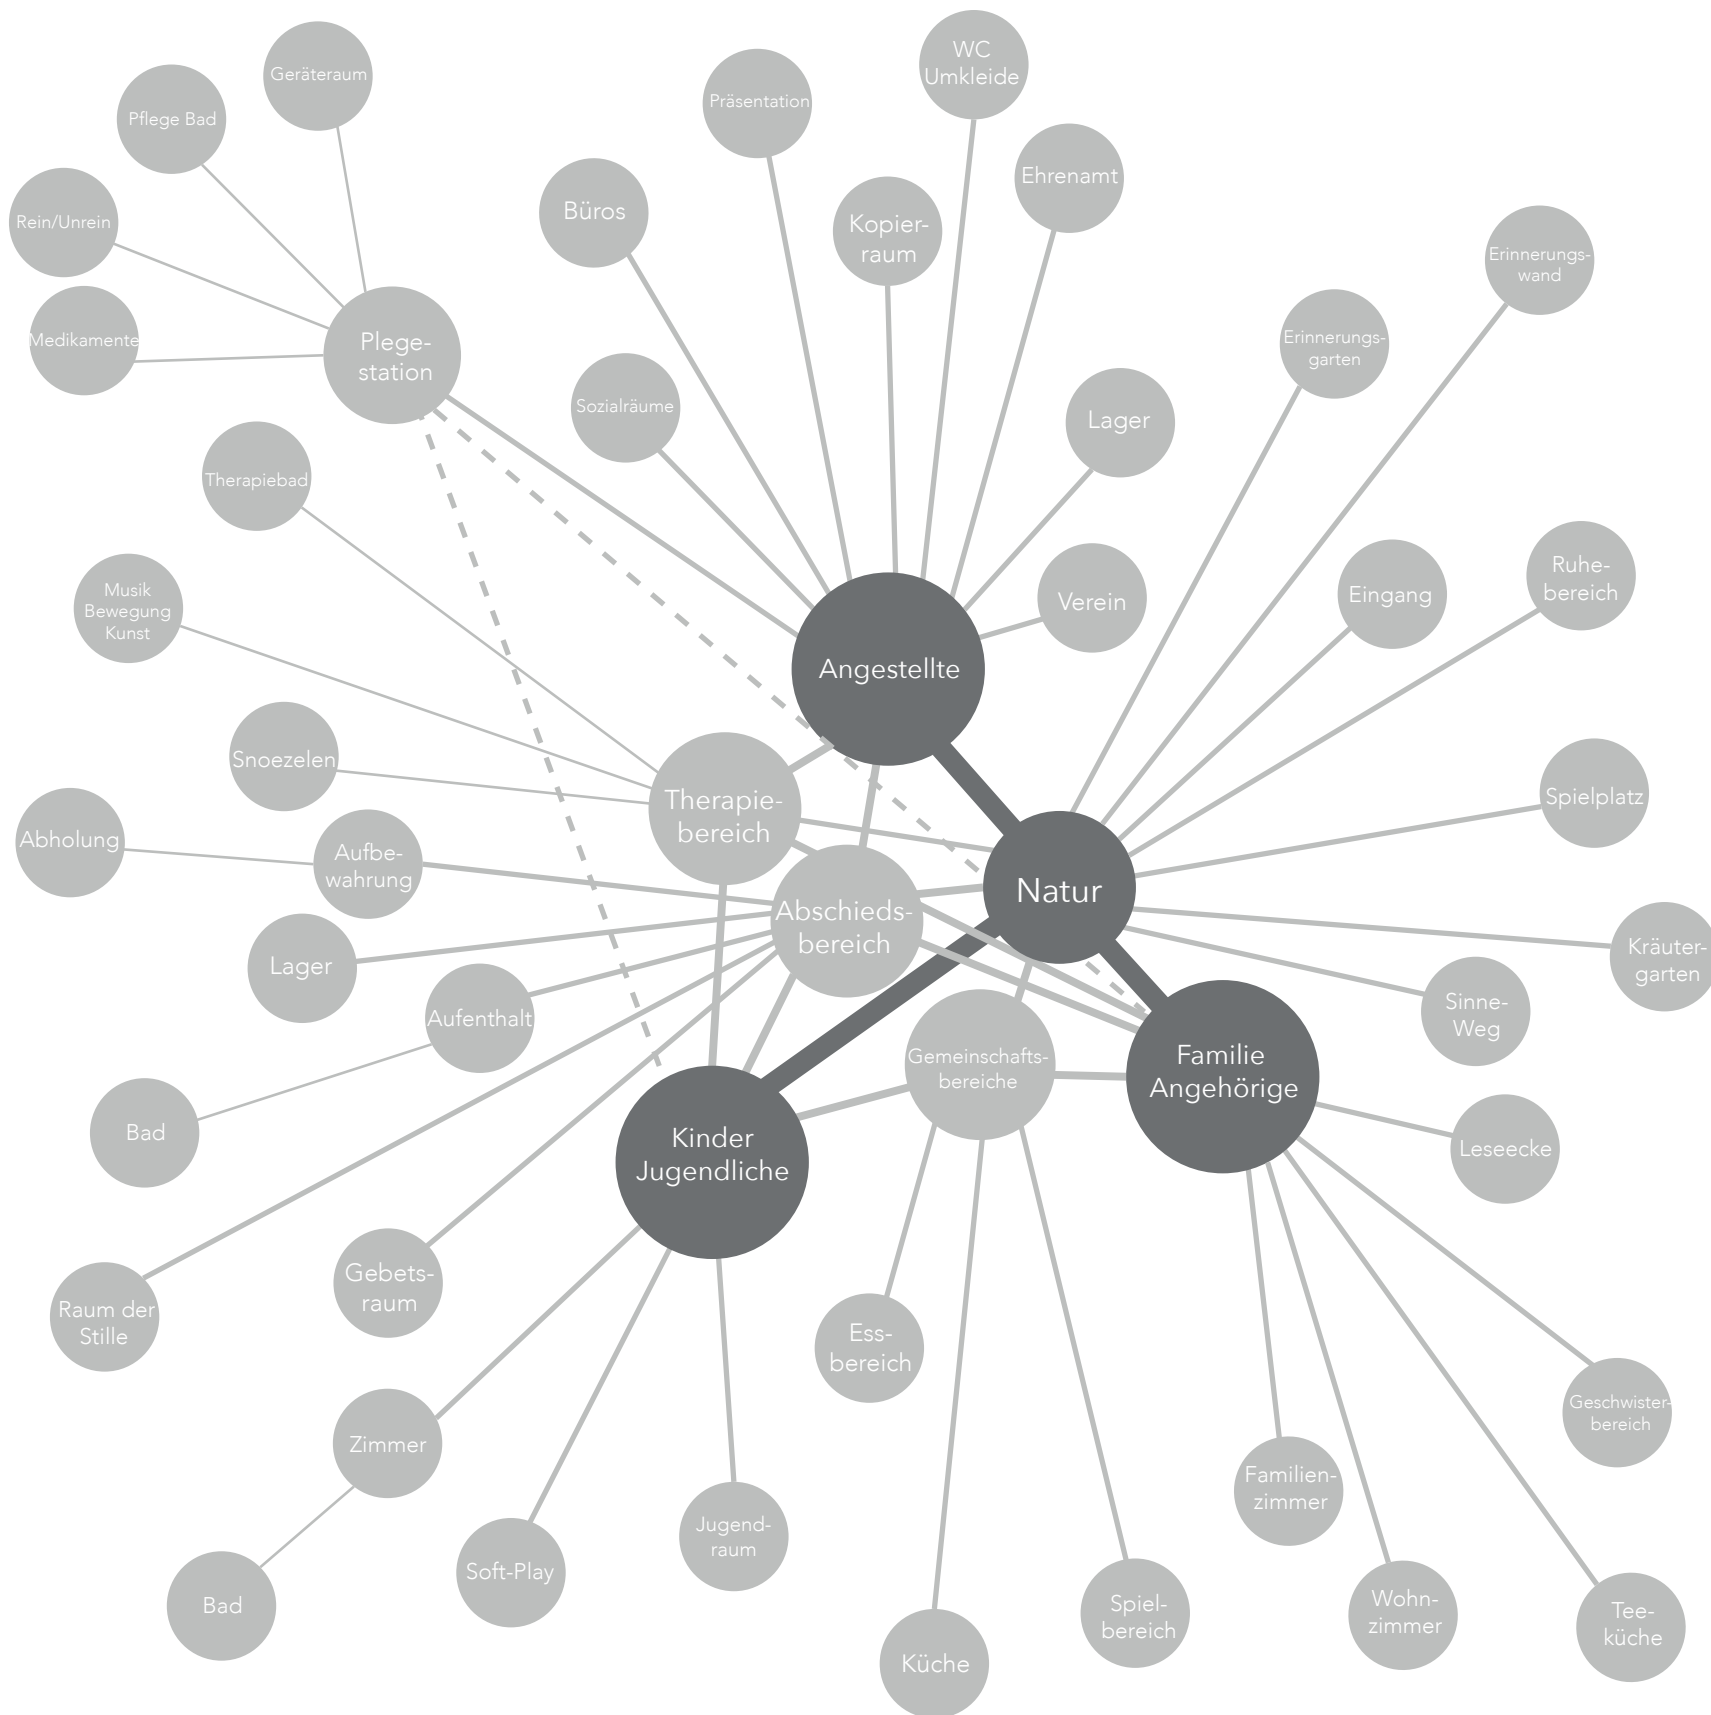 WC
Umkleide
Geräteraum
Präsentation
Pflege Bad
Ehrenamt
Büros
Rein/Unrein
Kopier-
raum
Erinnerungs-
wand
Medikamente
Plege-
station
Erinnerungs-
garten
Sozialräume
Lager
Therapiebad
Musik
Bewegung
Kunst
Verein
Eingang
Ruhe-
bereich
Angestellte
Snoezelen
Therapie-
bereich
Spielplatz
Abholung
Aufbe-
wahrung
Natur
Abschieds-
bereich
Lager
Kräuter-
garten
Aufenthalt
Sinne-
Weg
Gemeinschafts-
bereiche
Familie
Angehörige
Bad
Kinder
Jugendliche
Leseecke
Raum der
Stille
Gebets-
raum
Ess-
bereich
Geschwister-
bereich
Zimmer
Familien-
zimmer
Jugend-
raum
Soft-Play
Bad
Spiel-
bereich
Wohn-
zimmer
Tee-
küche
Küche